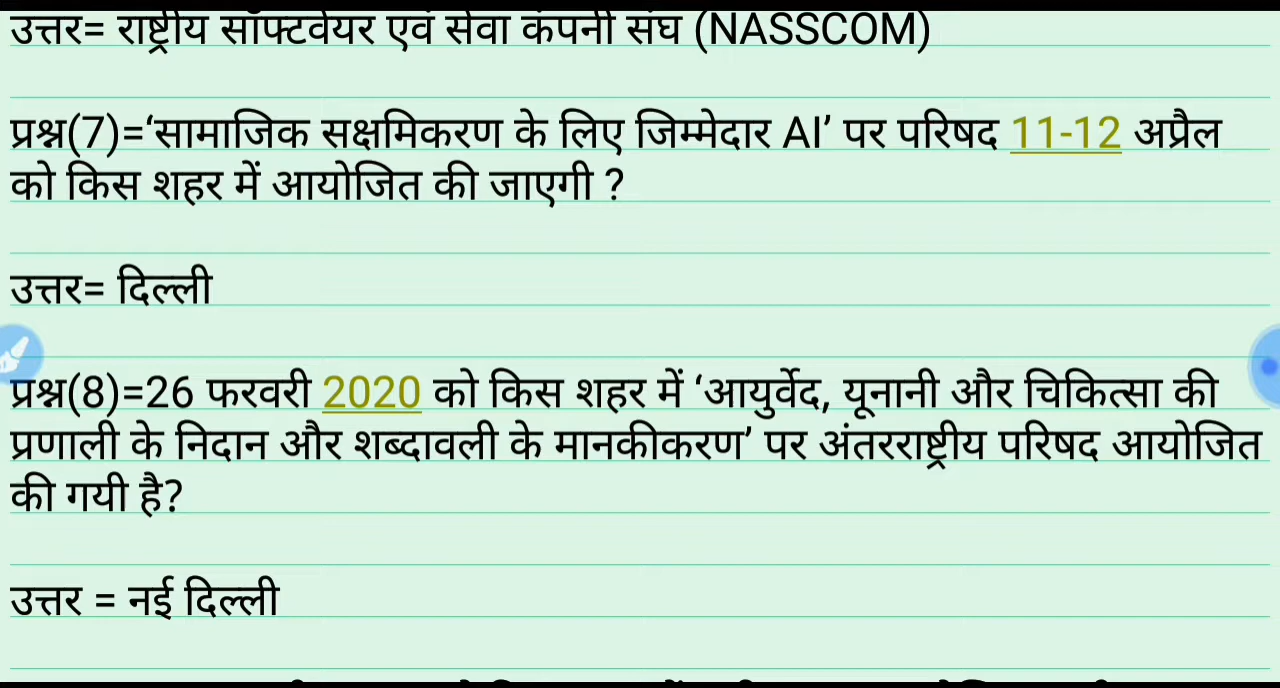 उत्तर= राष्ट्रीय सॉफ्टवेयर एवं सेवा कंपनी संघ (NASSCOM)
प्रश्न(7)=‘सामाजिक सक्षमिकरण के लिए जिम्मेदार AI’ पर परिषद 11-12 अप्रैल
को किस शहर में आयोजित की जाएगी ?
उत्तर= दिल्ली
प्रश्न(8)=26 फरवरी 2020 को किस शहर में ‘आयुर्वेद, यूनानी और चिकित्सा की
प्रणाली के निदान और शब्दावली के मानकीकरण’ पर अंतरराष्ट्रीय परिषद आयोजित
की गयी है?
उत्तर = नई दिल्ली